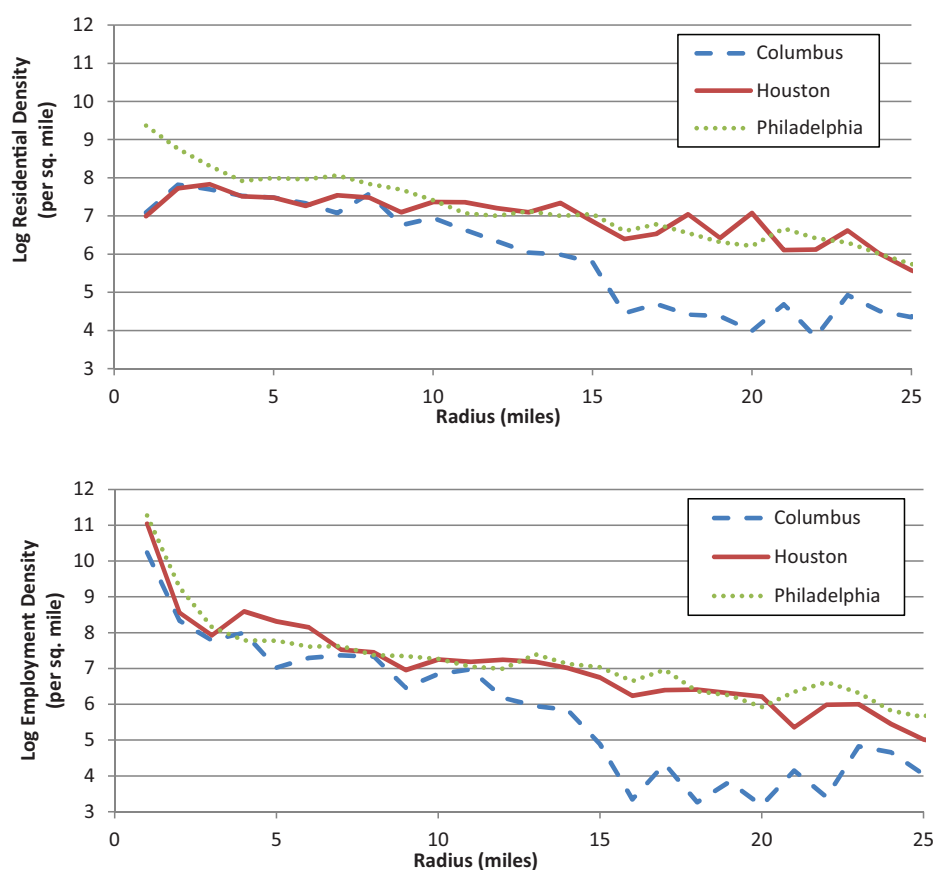 Log Residential Density
(per sq. mile)
12
11
10
9
8
7
6
5
4
3
Columbus
Houston
Philadelphia
0 5 10 15 20 25
Radius (miles)
Log Employment Density
(per sq. mile)
12
11
10
9
8
7
6
5
4
3
Columbus
Houston
Philadelphia
0 5 10 15 20 25
Radius (miles)